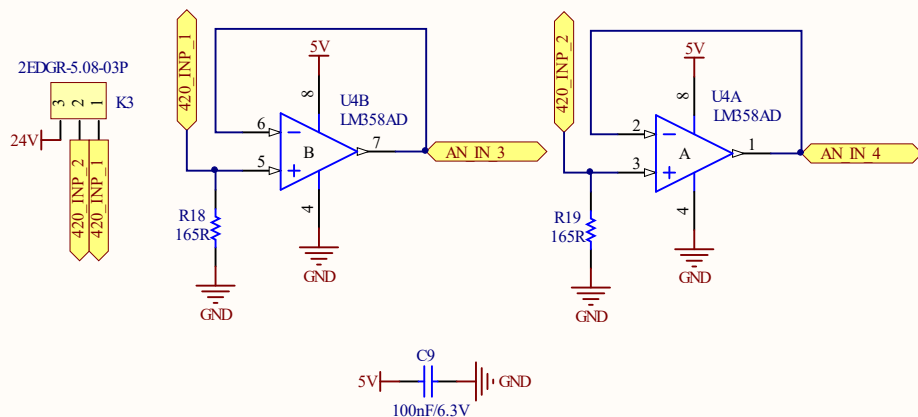 2EDGR-5.08-03P
3
2
1
K3
24V
420_INP_2
420_INP_1
420_INP_1
5V
8
U4B
LM358AD
6
B
7
5
4
AN_IN_3
R18
165R
GND
GND
420_INP_2
5V
8
U4A
LM358AD
2
A
1
3
4
AN_IN_4
R19
165R
GND
GND
C9
5V
GND
100nF/6.3V